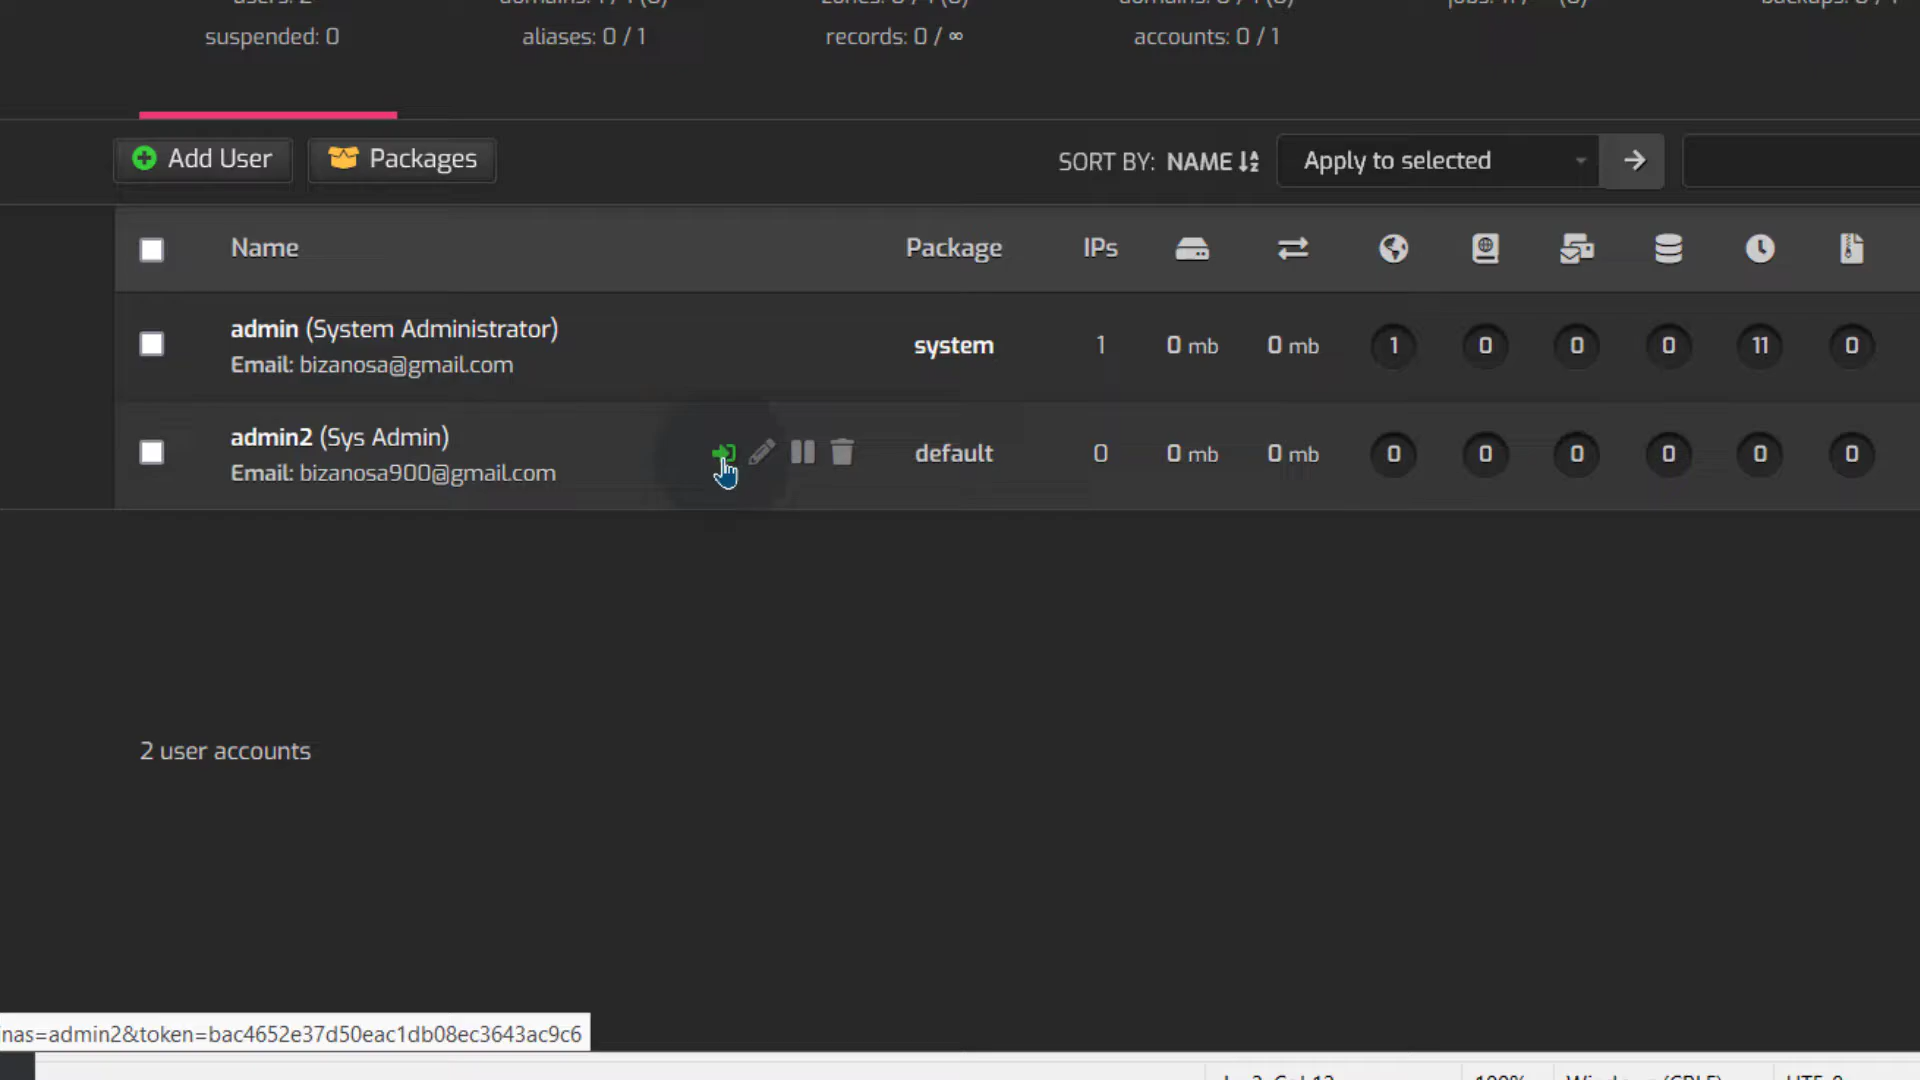 suspended: 0
aliases: 0 / 1
records: 0 / ∞
accounts: 0 / 1
Add User
Packages
SORT BY: NAME
Apply to selected
Name
Package
IPs
admin (System Administrator)
Email: bizanosa@gmail.com
system
1
0 mb
0 mb
1
0
0
0
11
0
admin2 (Sys Admin)
Email: bizanosa900@gmail.com
default
0
0 mb
0 mb
0
0
0
0
0
0
2 user accounts
nas=admin2&token=bac4652e37d50eac1db08ec3643ac9c6